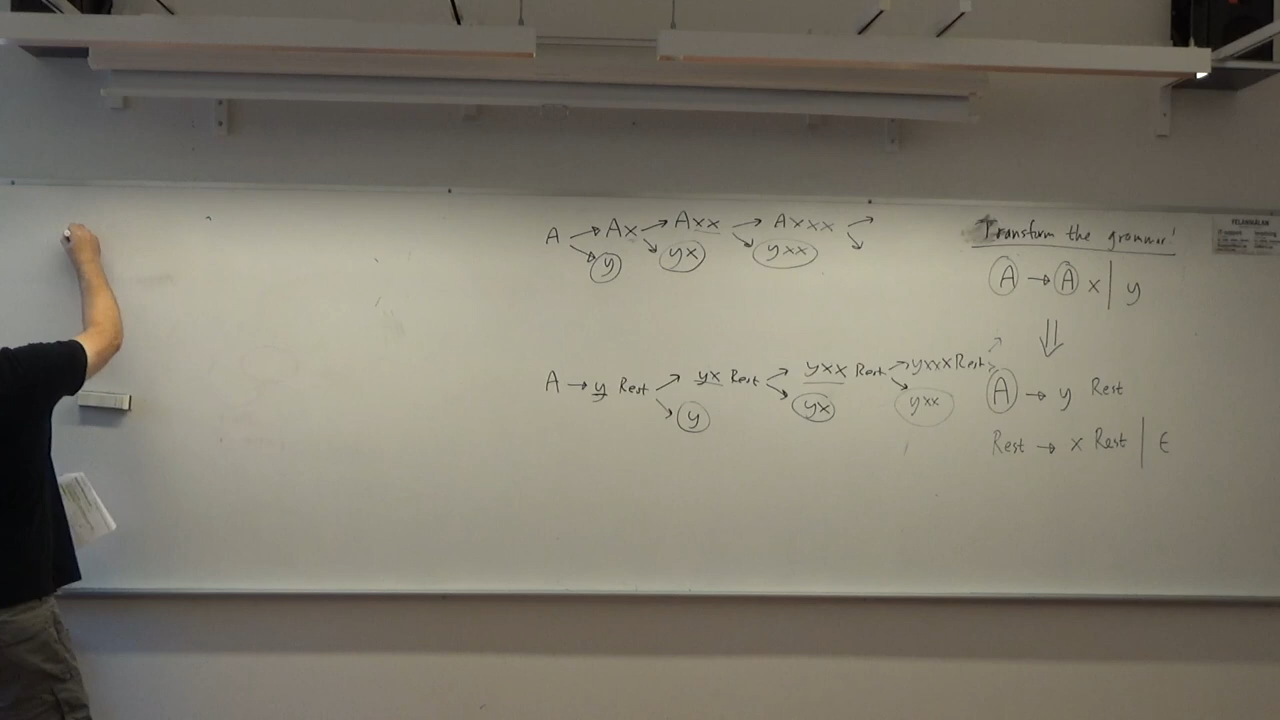 A → Ax → Axx → Axxx →
y yx yxx
A → y Rest → yx Rest → yxx Rest → yxxx Rest
y yx yxx
Transform the grammar!
A → A x | y
⇓
A → y Rest
Rest → x Rest | ϵ